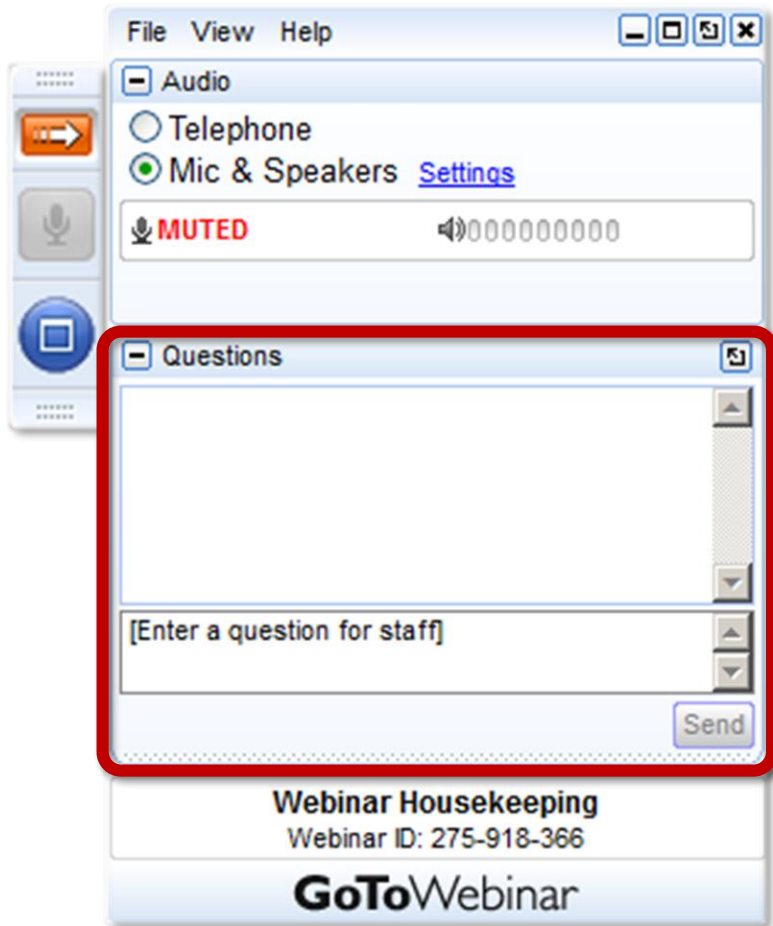 File View Help
Audio
Telephone
Mic & Speakers Settings
MUTED
Questions
[Enter a question for staff]
Send
Webinar Housekeeping
Webinar ID: 275-918-366
GoToWebinar